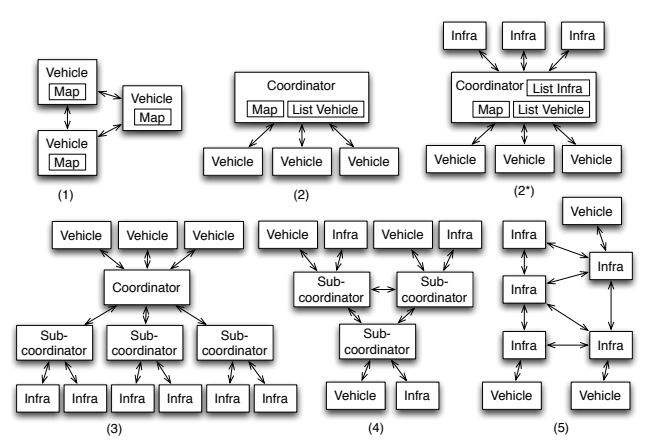 Vehicle
Map
Vehicle
Map
Vehicle
Map
(1)
Coordinator
Map List Vehicle
Vehicle Vehicle Vehicle
(2)
Infra Infra Infra
Coordinator List Infra
Map List Vehicle
Vehicle Vehicle Vehicle
(2*)
Vehicle Vehicle Vehicle
Coordinator
Sub-
coordinator
Sub-
coordinator
Sub-
coordinator
Infra Infra Infra Infra Infra Infra
(3)
Vehicle Infra Vehicle Infra
Sub-
coordinator
Sub-
coordinator
Sub-
coordinator
Vehicle Infra
(4)
Vehicle
Infra
Infra
Infra
Infra
Infra
Vehicle Vehicle
(5)